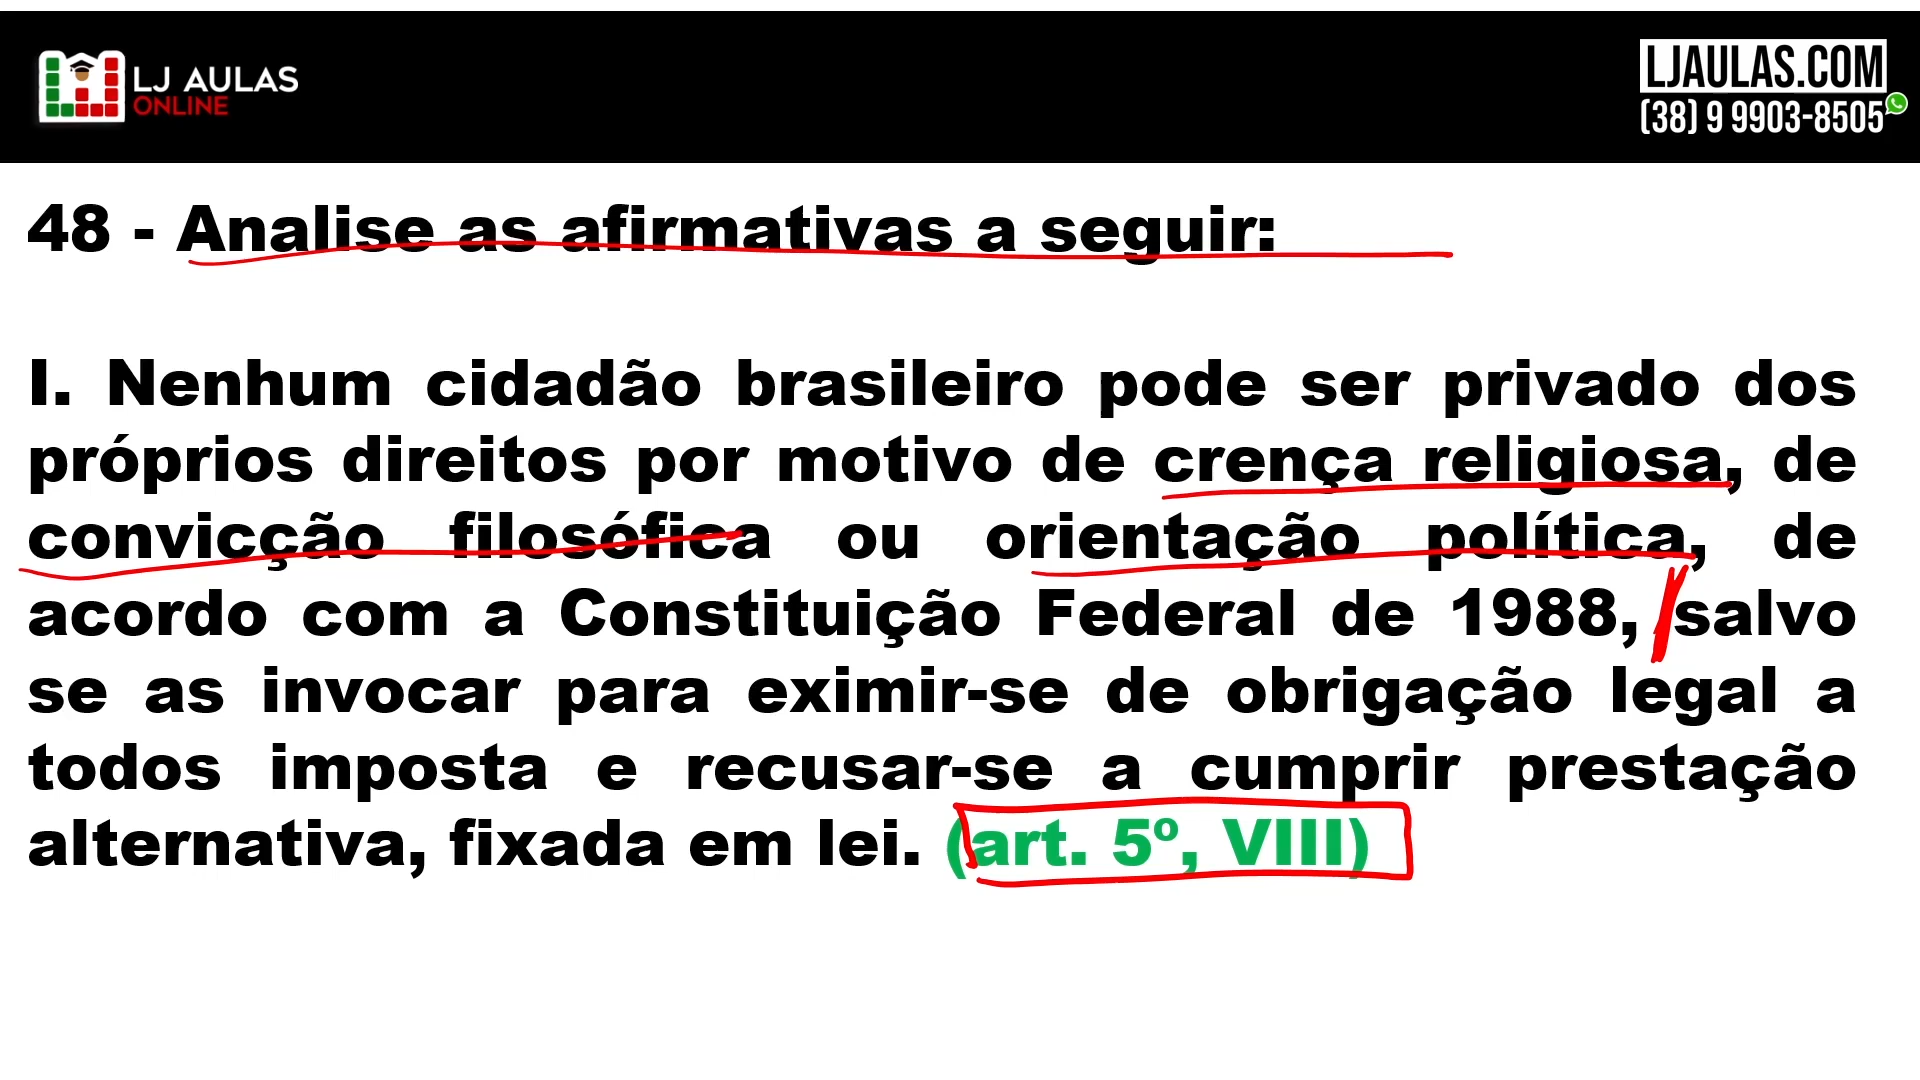 LJ AULAS
ONLINE
LJAULAS.COM
(38) 9 9903-8505
48 - Analise as afirmativas a seguir:
I. Nenhum cidadão brasileiro pode ser privado dos
próprios direitos por motivo de crença religiosa, de
convicção filosófica ou orientação política, de
acordo com a Constituição Federal de 1988, salvo
se as invocar para eximir-se de obrigação legal a
todos imposta e recusar-se a cumprir prestação
alternativa, fixada em lei. (art. 5º, VIII)